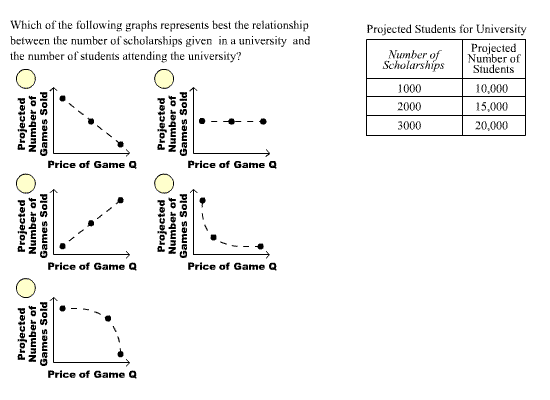 Which of the following graphs represents best the relationship
between the number of scholarships given in a university and
the number of students attending the university?
Projected Students for University
Number of
Scholarships
Projected
Number of
Students
1000 10,000
2000 15,000
3000 20,000
Projected
Number of
Games Sold
Price of Game Q
Projected
Number of
Games Sold
Price of Game Q
Projected
Number of
Games Sold
Price of Game Q
Projected
Number of
Games Sold
Price of Game Q
Projected
Number of
Games Sold
Price of Game Q